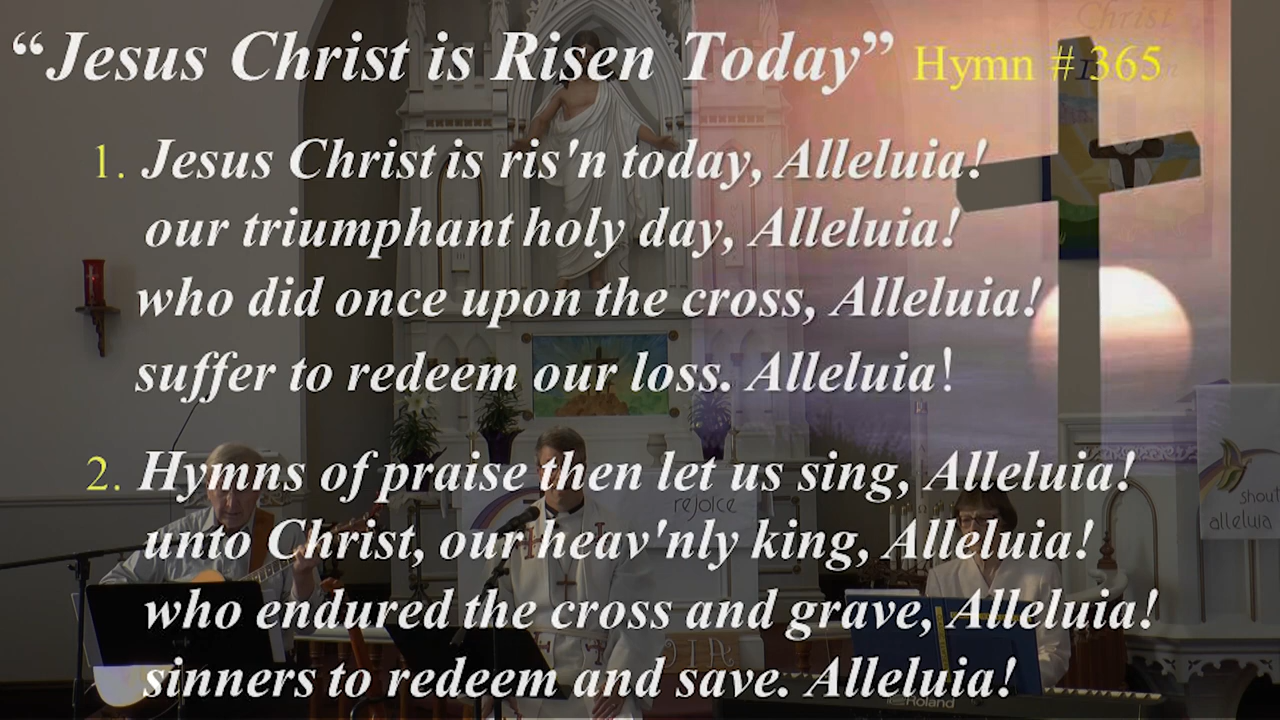 “Jesus Christ is Risen Today” Hymn # 365
1. Jesus Christ is ris'n today, Alleluia!
our triumphant holy day, Alleluia!
who did once upon the cross, Alleluia!
suffer to redeem our loss. Alleluia!
2. Hymns of praise then let us sing, Alleluia!
unto Christ, our heav'nly king, Alleluia!
who endured the cross and grave, Alleluia!
sinners to redeem and save. Alleluia!
Christ
rejoice
shout
alleluia
Roland